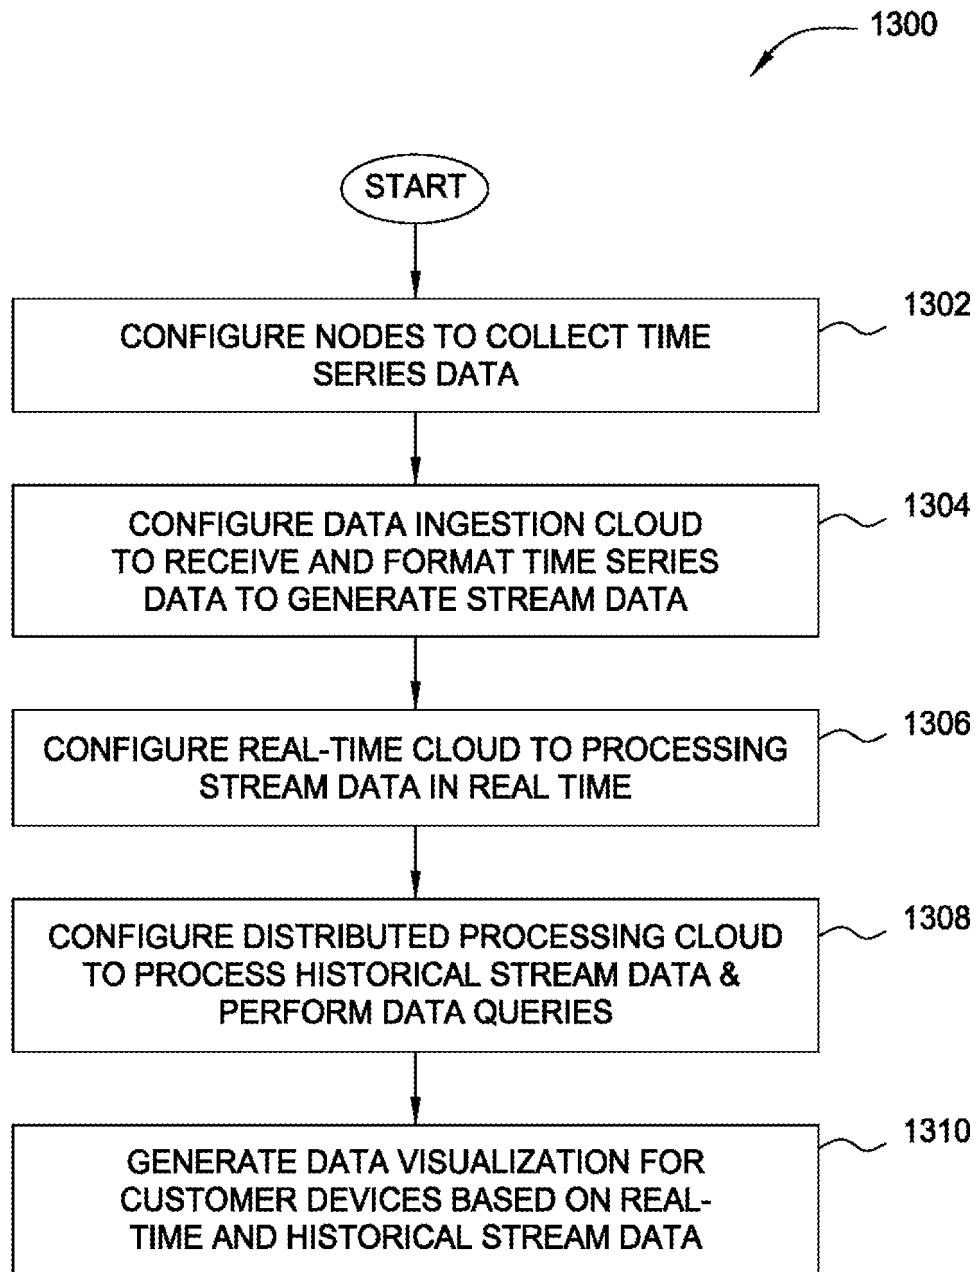 1300
START
1302
CONFIGURE NODES TO COLLECT TIME
SERIES DATA
1304
CONFIGURE DATA INGESTION CLOUD
TO RECEIVE AND FORMAT TIME SERIES
DATA TO GENERATE STREAM DATA
1306
CONFIGURE REAL-TIME CLOUD TO PROCESSING
STREAM DATA IN REAL TIME
1308
CONFIGURE DISTRIBUTED PROCESSING CLOUD
TO PROCESS HISTORICAL STREAM DATA &
PERFORM DATA QUERIES
1310
GENERATE DATA VISUALIZATION FOR
CUSTOMER DEVICES BASED ON REAL-
TIME AND HISTORICAL STREAM DATA